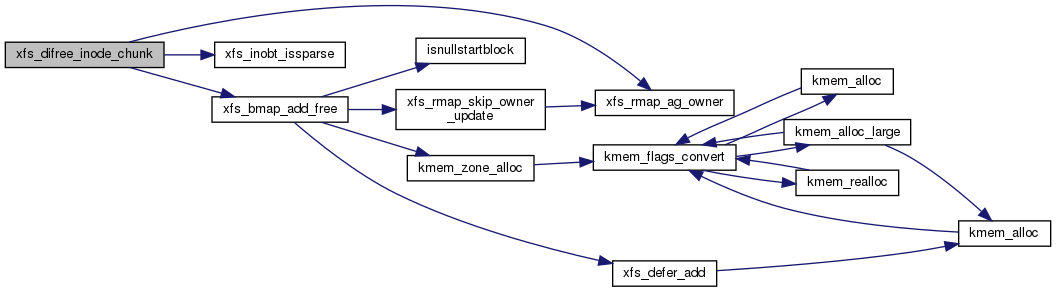 xfs_difree_inode_chunk
xfs_inobt_issparse
xfs_bmap_add_free
isnullstartblock
xfs_rmap_skip_owner
_update
kmem_zone_alloc
xfs_rmap_ag_owner
kmem_flags_convert
xfs_defer_add
kmem_alloc
kmem_alloc_large
kmem_realloc
kmem_alloc